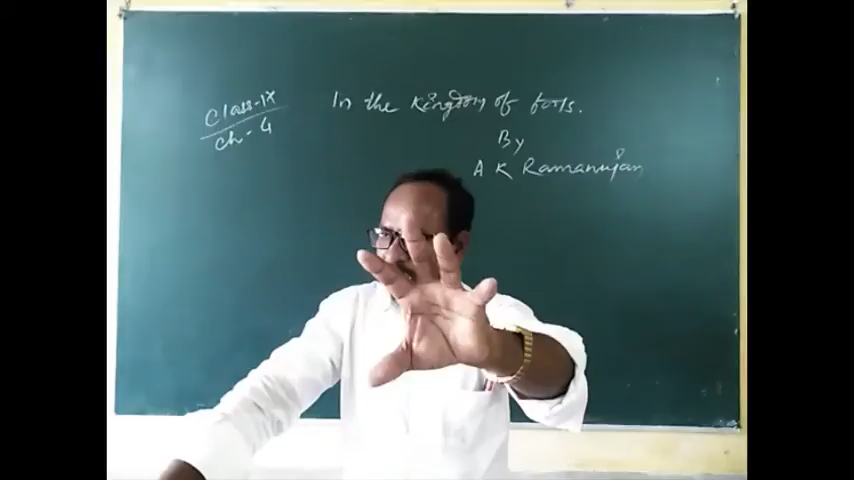 Class-IX
Ch-4
In the Kingdom of fools.
By
A K Ramanujan